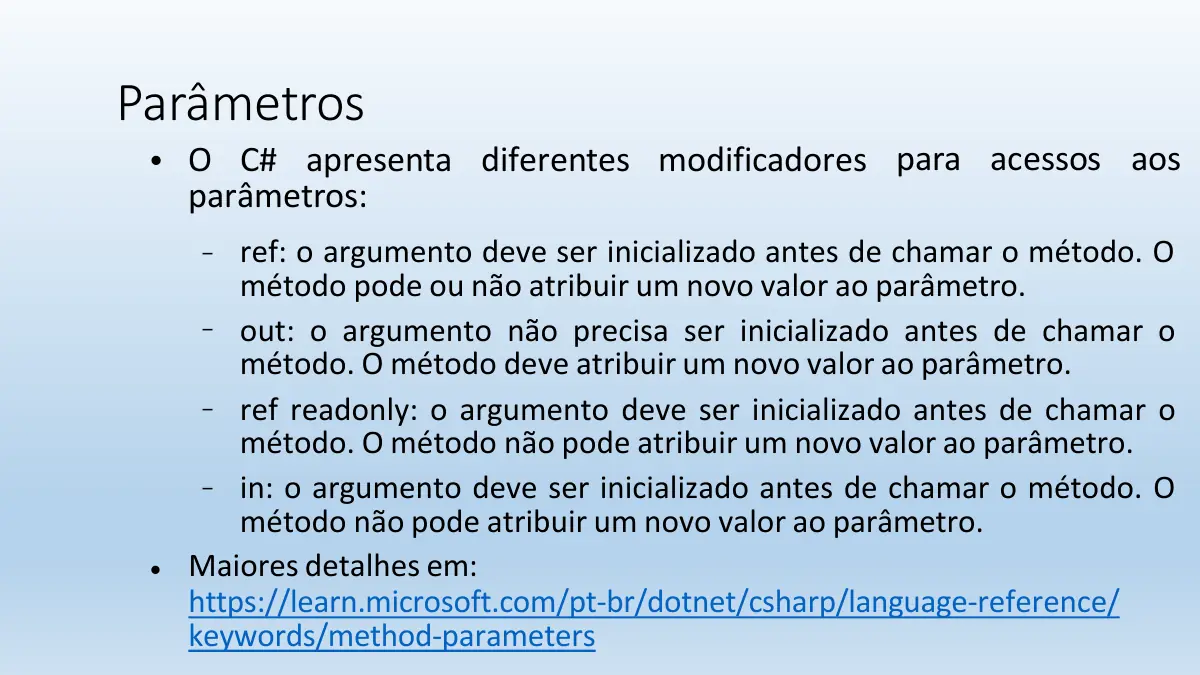 Parâmetros
• O C# apresenta diferentes modificadores para acessos aos
parâmetros:
– ref: o argumento deve ser inicializado antes de chamar o método. O
método pode ou não atribuir um novo valor ao parâmetro.
– out: o argumento não precisa ser inicializado antes de chamar o
método. O método deve atribuir um novo valor ao parâmetro.
– ref readonly: o argumento deve ser inicializado antes de chamar o
método. O método não pode atribuir um novo valor ao parâmetro.
– in: o argumento deve ser inicializado antes de chamar o método. O
método não pode atribuir um novo valor ao parâmetro.
• Maiores detalhes em:
https://learn.microsoft.com/pt-br/dotnet/csharp/language-reference/
keywords/method-parameters